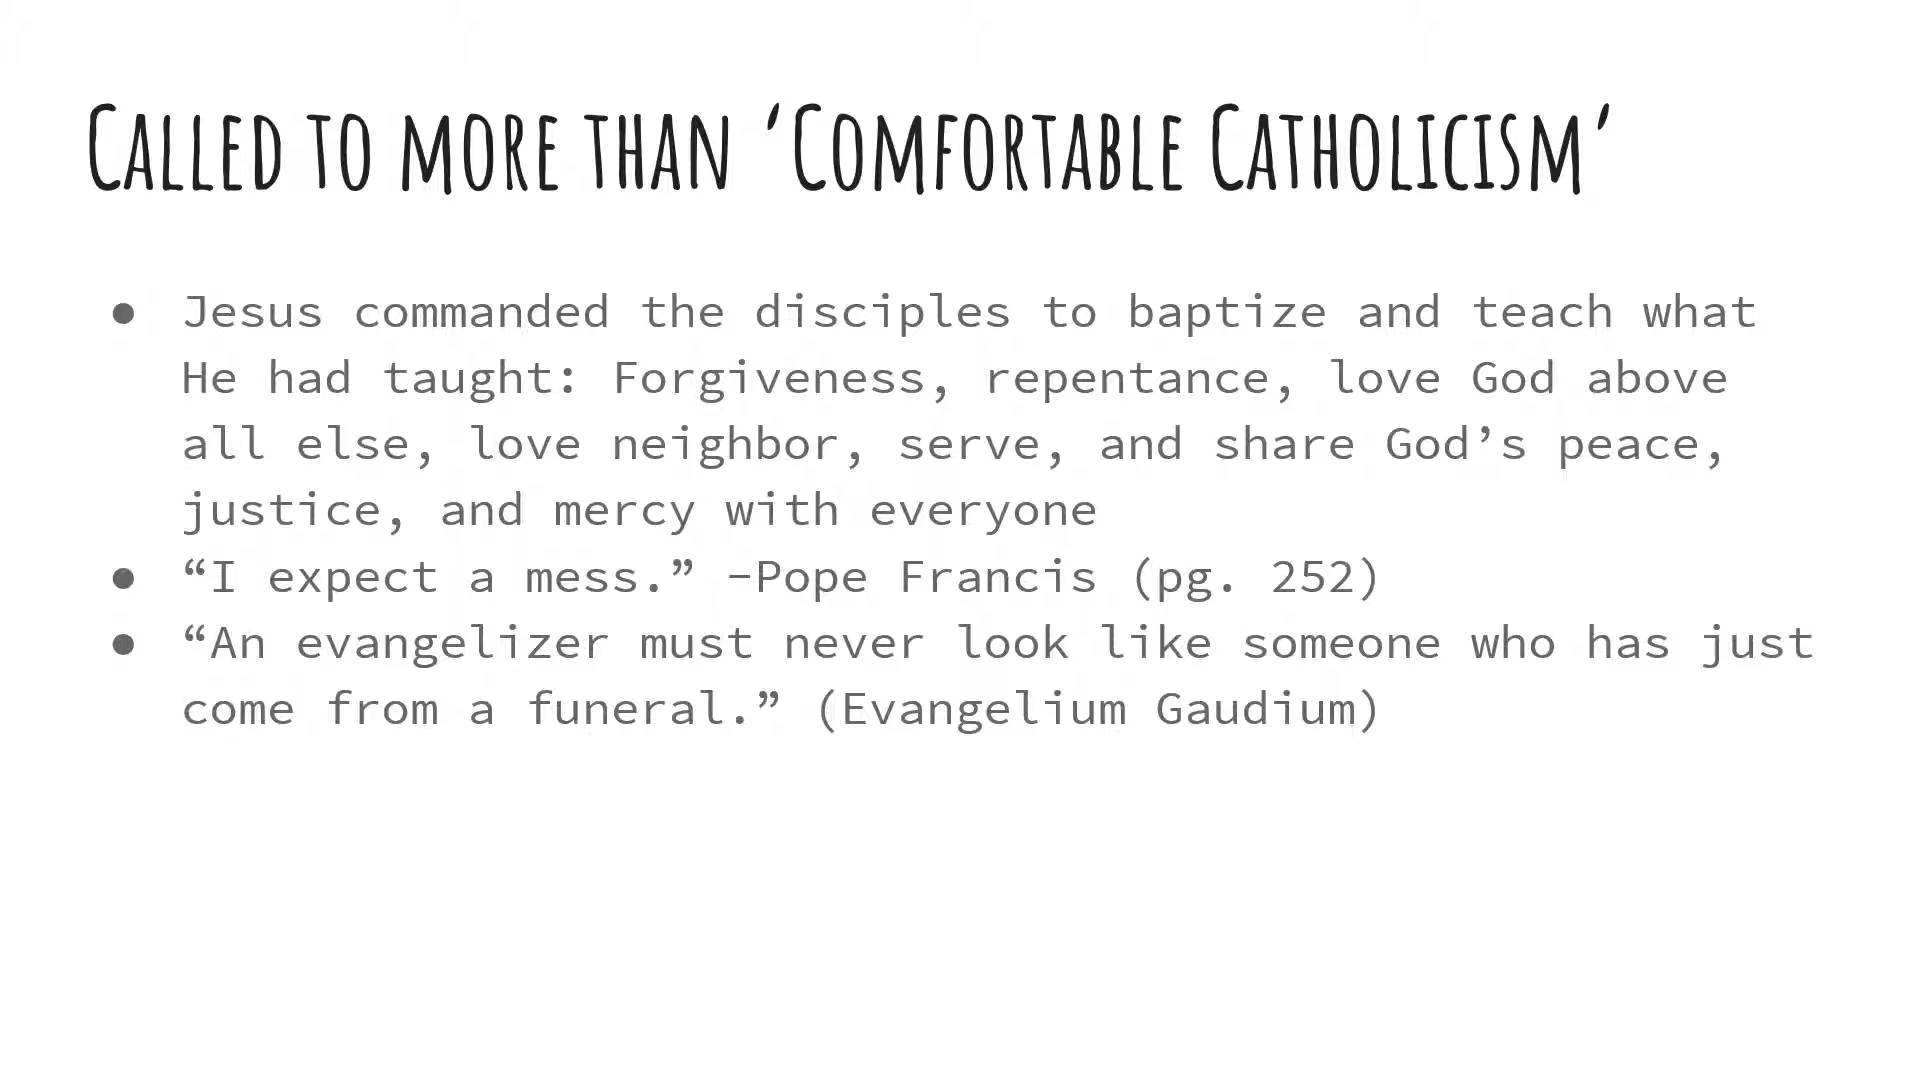 Called to more than ‘Comfortable Catholicism’
● Jesus commanded the disciples to baptize and teach what
He had taught: Forgiveness, repentance, love God above
all else, love neighbor, serve, and share God’s peace,
justice, and mercy with everyone
● “I expect a mess.” –Pope Francis (pg. 252)
● “An evangelizer must never look like someone who has just
come from a funeral.” (Evangelium Gaudium)